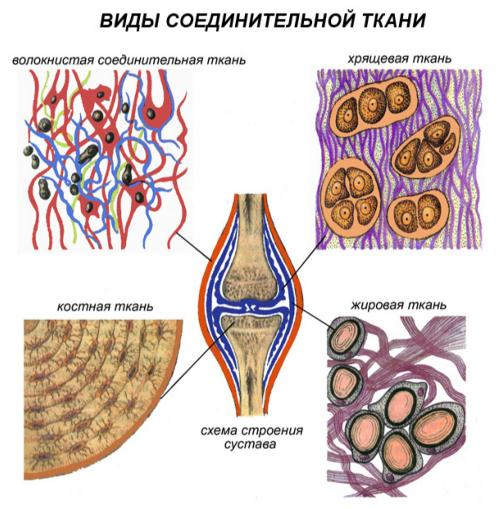 ВИДЫ СОЕДИНИТЕЛЬНОЙ ТКАНИ
волокнистая соединительная ткань
хрящевая ткань
костная ткань
жировая ткань
схема строения
сустава